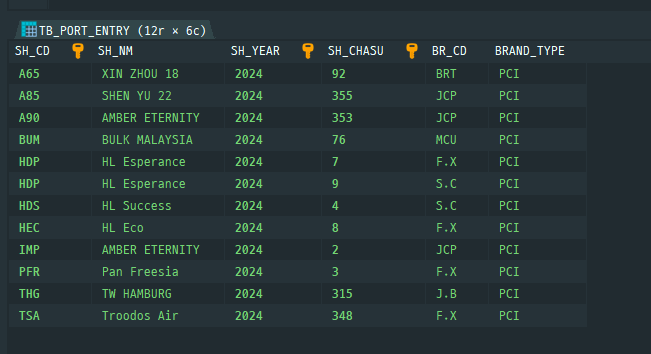 TB_PORT_ENTRY (12r × 6c)
SH_CD SH_NM SH_YEAR SH_CHASU BR_CD BRAND_TYPE
A65 XIN ZHOU 18 2024 92 BRT PCI
A85 SHEN YU 22 2024 355 JCP PCI
A90 AMBER ETERNITY 2024 353 JCP PCI
BUM BULK MALAYSIA 2024 76 MCU PCI
HDP HL Esperance 2024 7 F.X PCI
HDP HL Esperance 2024 9 S.C PCI
HDS HL Success 2024 4 S.C PCI
HEC HL Eco 2024 8 F.X PCI
IMP AMBER ETERNITY 2024 2 JCP PCI
PFR Pan Freesia 2024 3 F.X PCI
THG TW HAMBURG 2024 315 J.B PCI
TSA Troodos Air 2024 348 F.X PCI